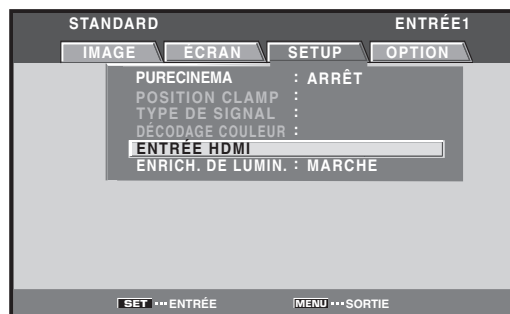 STANDARD ENTRÉE1
IMAGE ÉCRAN SETUP OPTION
PURECINEMA : ARRÊT
POSITION CLAMP :
TYPE DE SIGNAL :
DÉCODAGE COULEUR :
ENTRÉE HDMI
ENRICH. DE LUMIN. : MARCHE
SET ••• ENTRÉE MENU ••• SORTIE